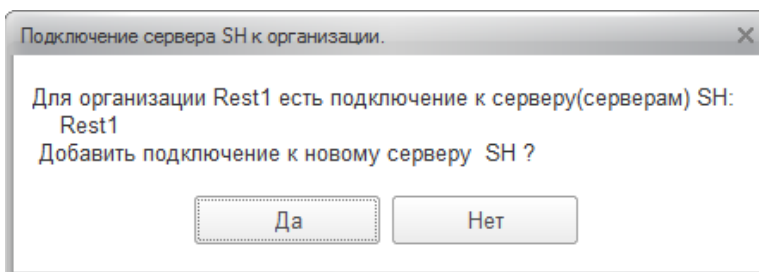 Подключение сервера SH к организации.
Для организации Rest1 есть подключение к серверу(серверам) SH:
Rest1
Добавить подключение к новому серверу SH ?
Да Нет